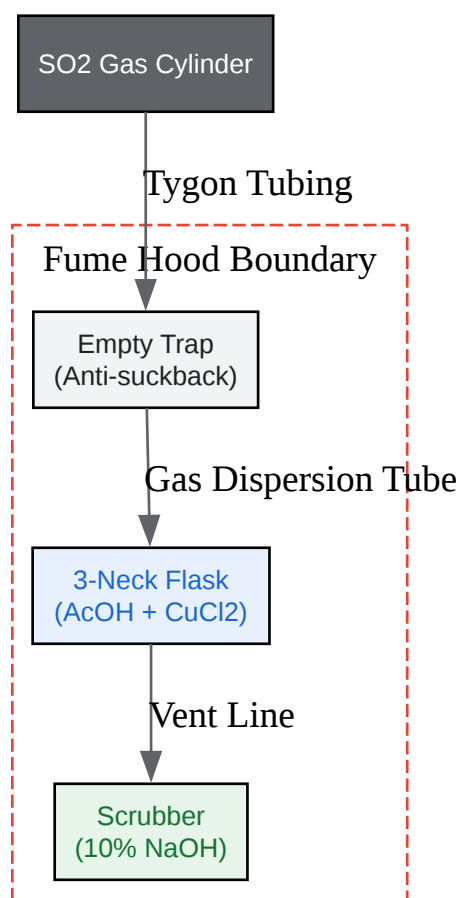 SO2 Gas Cylinder
Tygon Tubing
Fume Hood Boundary
Empty Trap
(Anti-suckback)
Gas Dispersion Tube
3-Neck Flask
(AcOH + CuCl2)
Vent Line
Scrubber
(10% NaOH)